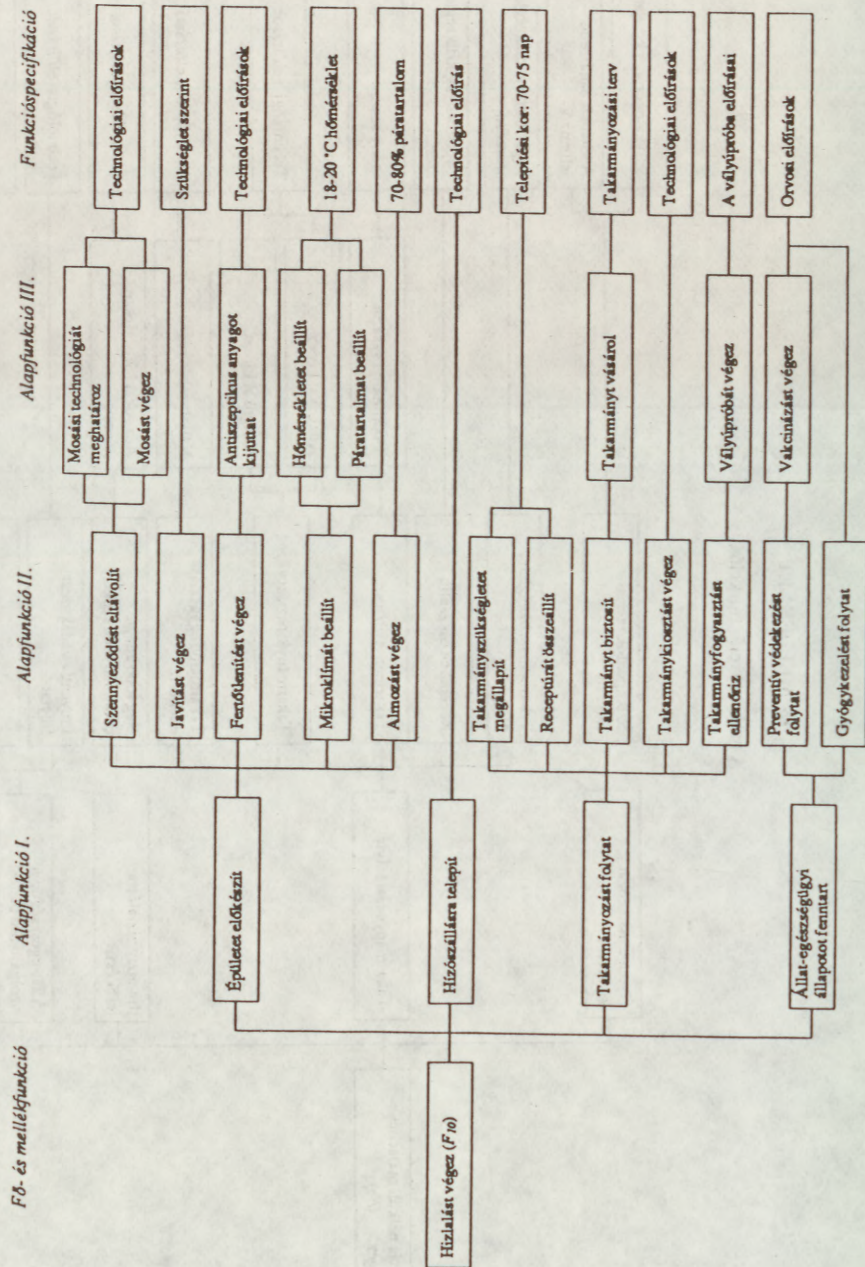 Fő- és mellékfunkció
Alapfunkció I.
Alapfunkció II.
Alapfunkció III.
Funkcióspecifikáció
Hizlalást végez (F10)
Épületet előkészít
Hízószállásra telepít
Takarmányozást folytat
Állat-egészségügyi
állapotot fenntart
Szennyeződést eltávolít
Javítást végez
Fertőtlenítést végez
Mikroklímát beállít
Almozást végez
Takarmányszükségletet
megállapít
Receptúrát összeállít
Takarmányt biztosít
Takarmánykiosztást végez
Takarmányfogyasztást
ellenőriz
Preventív védekezést
folytat
Gyógykezelést folytat
Mosási technológiát
meghatároz
Mosást végez
Antiszeptikus anyagot
kijuttat
Hőmérsékletet beállít
Páratartalmat beállít
Takarmányt vásárol
Vályúpróbát végez
Vakcinázást végez
Technológiai előírások
Szükséglet szerint
Technológiai előírások
18-20 °C hőmérséklet
70-80% páratartalom
Technológiai előírás
Telepítési kor: 70-75 nap
Takarmányozási terv
Technológiai előírások
A vályúpróba előírásai
Orvosi előírások